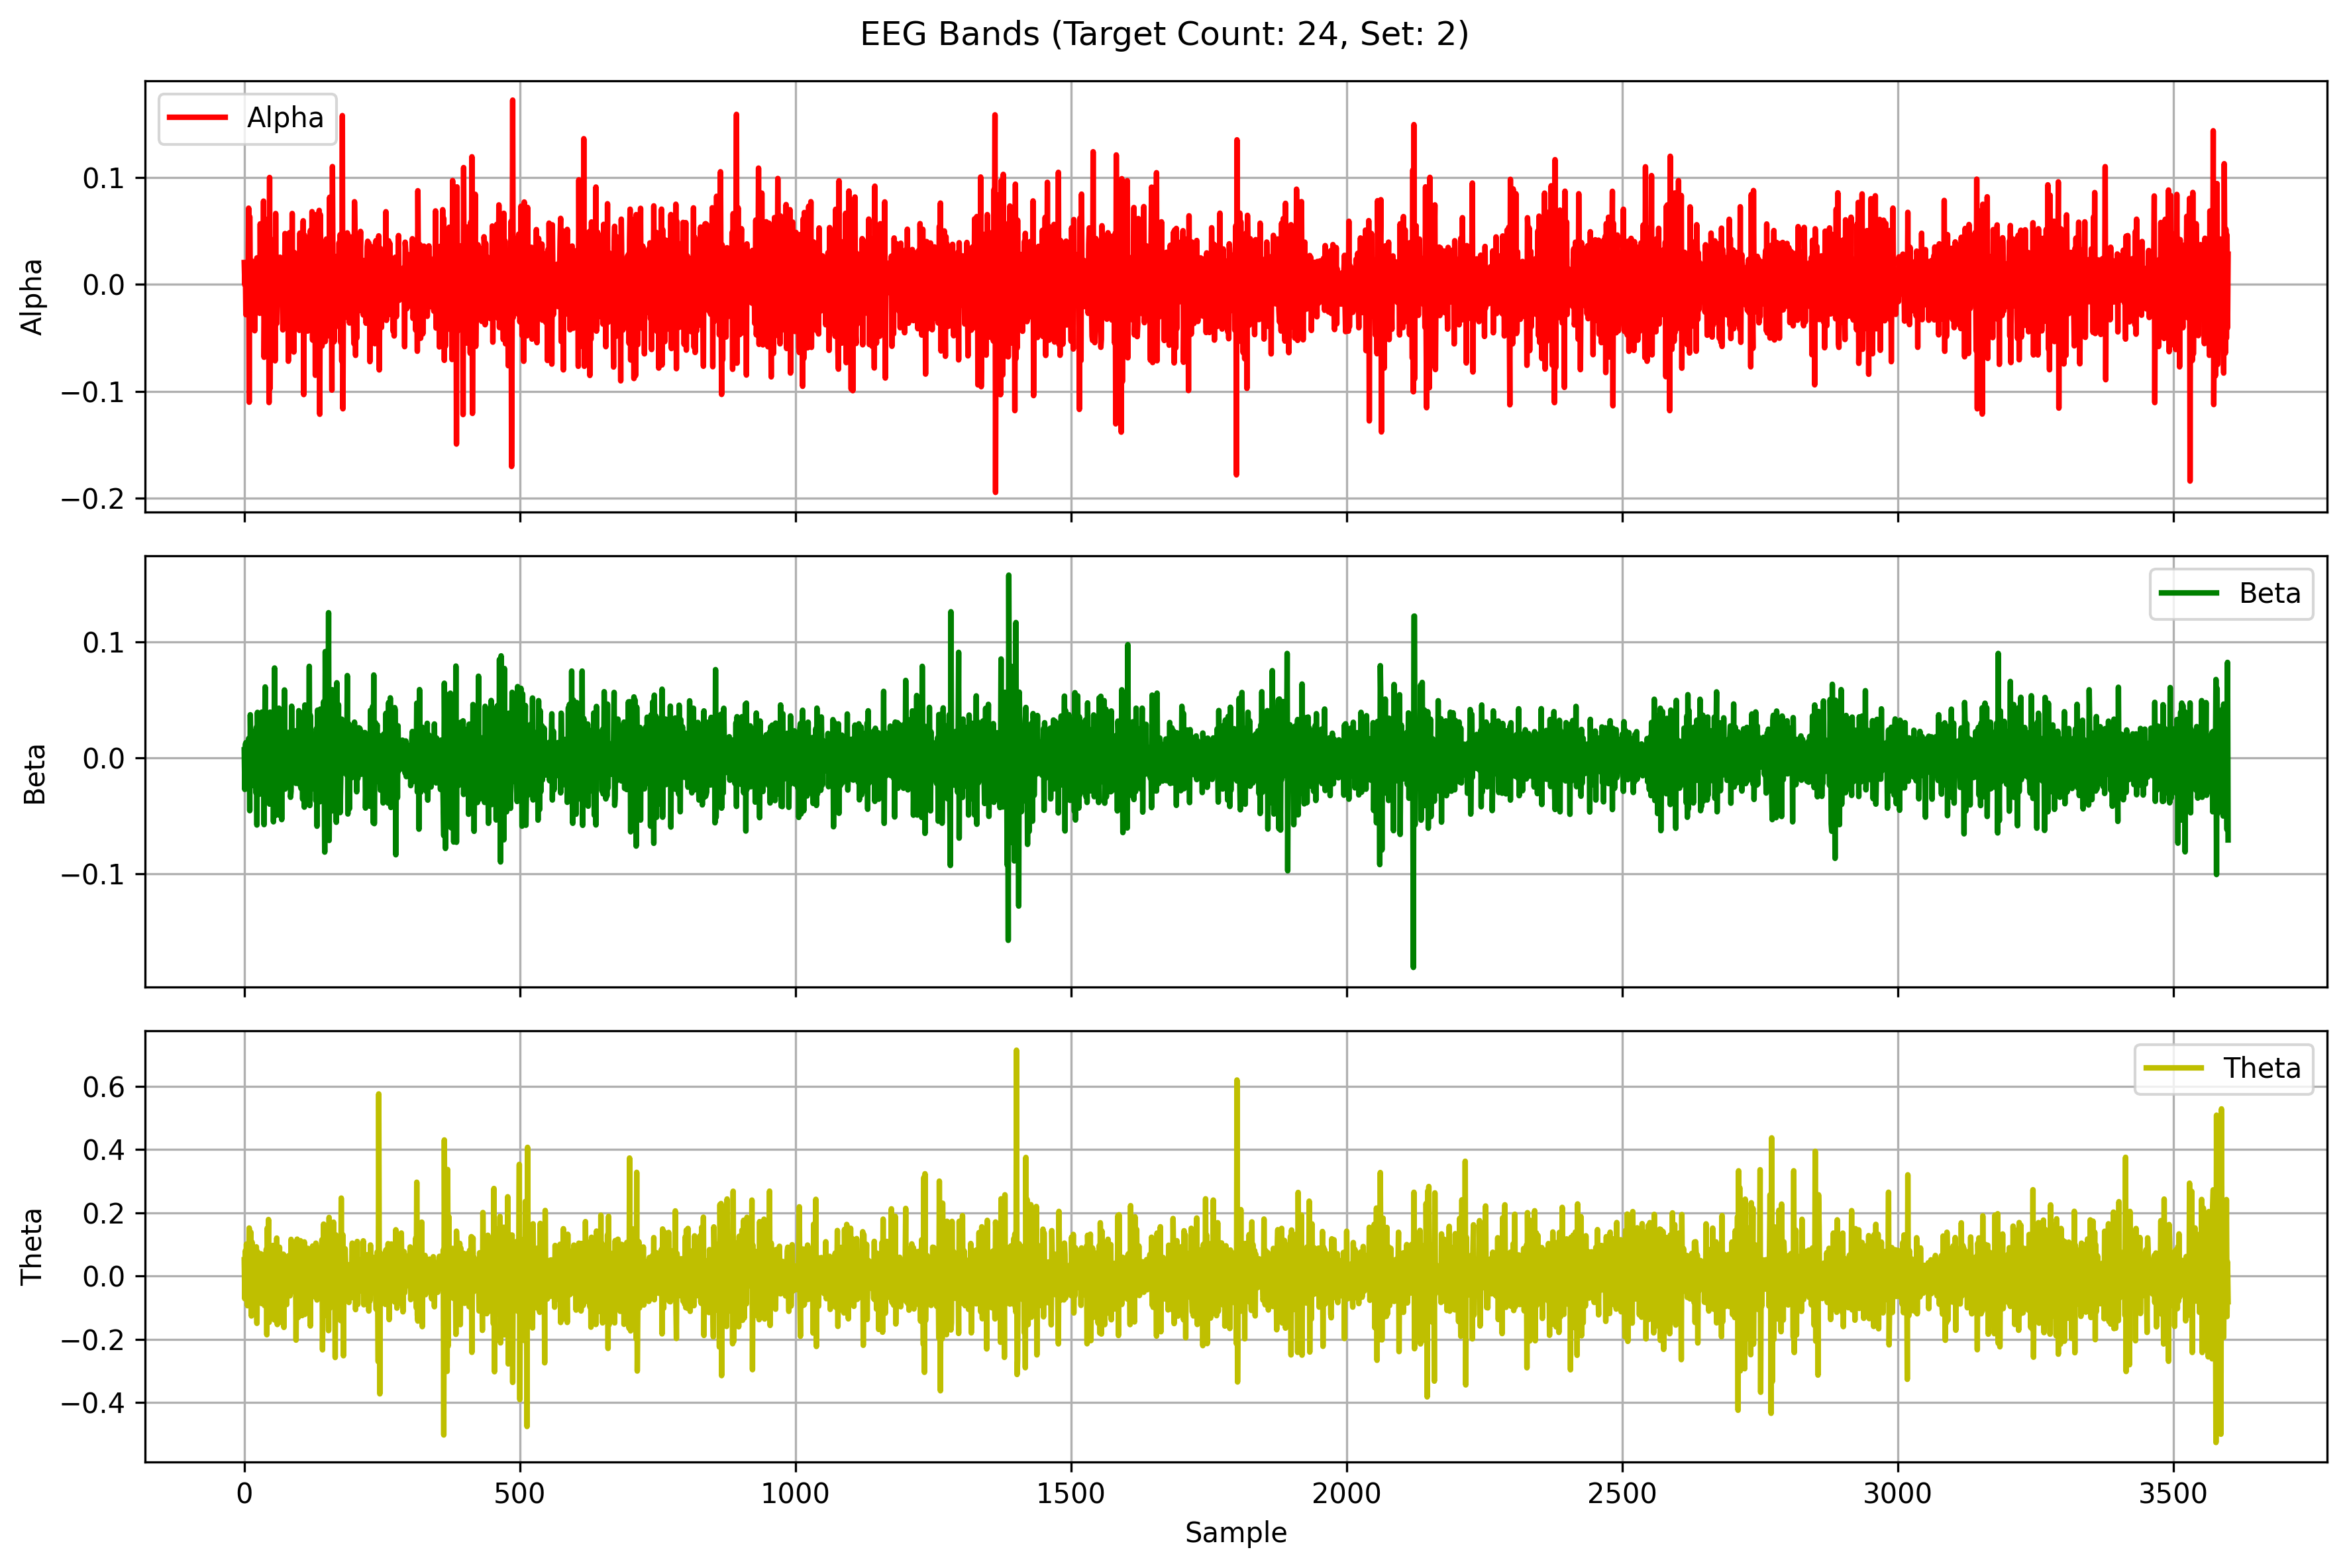 EEG Bands (Target Count: 24, Set: 2)
Alpha
0.1
0.0
−0.1
−0.2
Alpha
Beta
0.1
0.0
−0.1
Beta
Theta
0.6
0.4
0.2
0.0
−0.2
−0.4
Theta
0 500 1000 1500 2000 2500 3000 3500
Sample